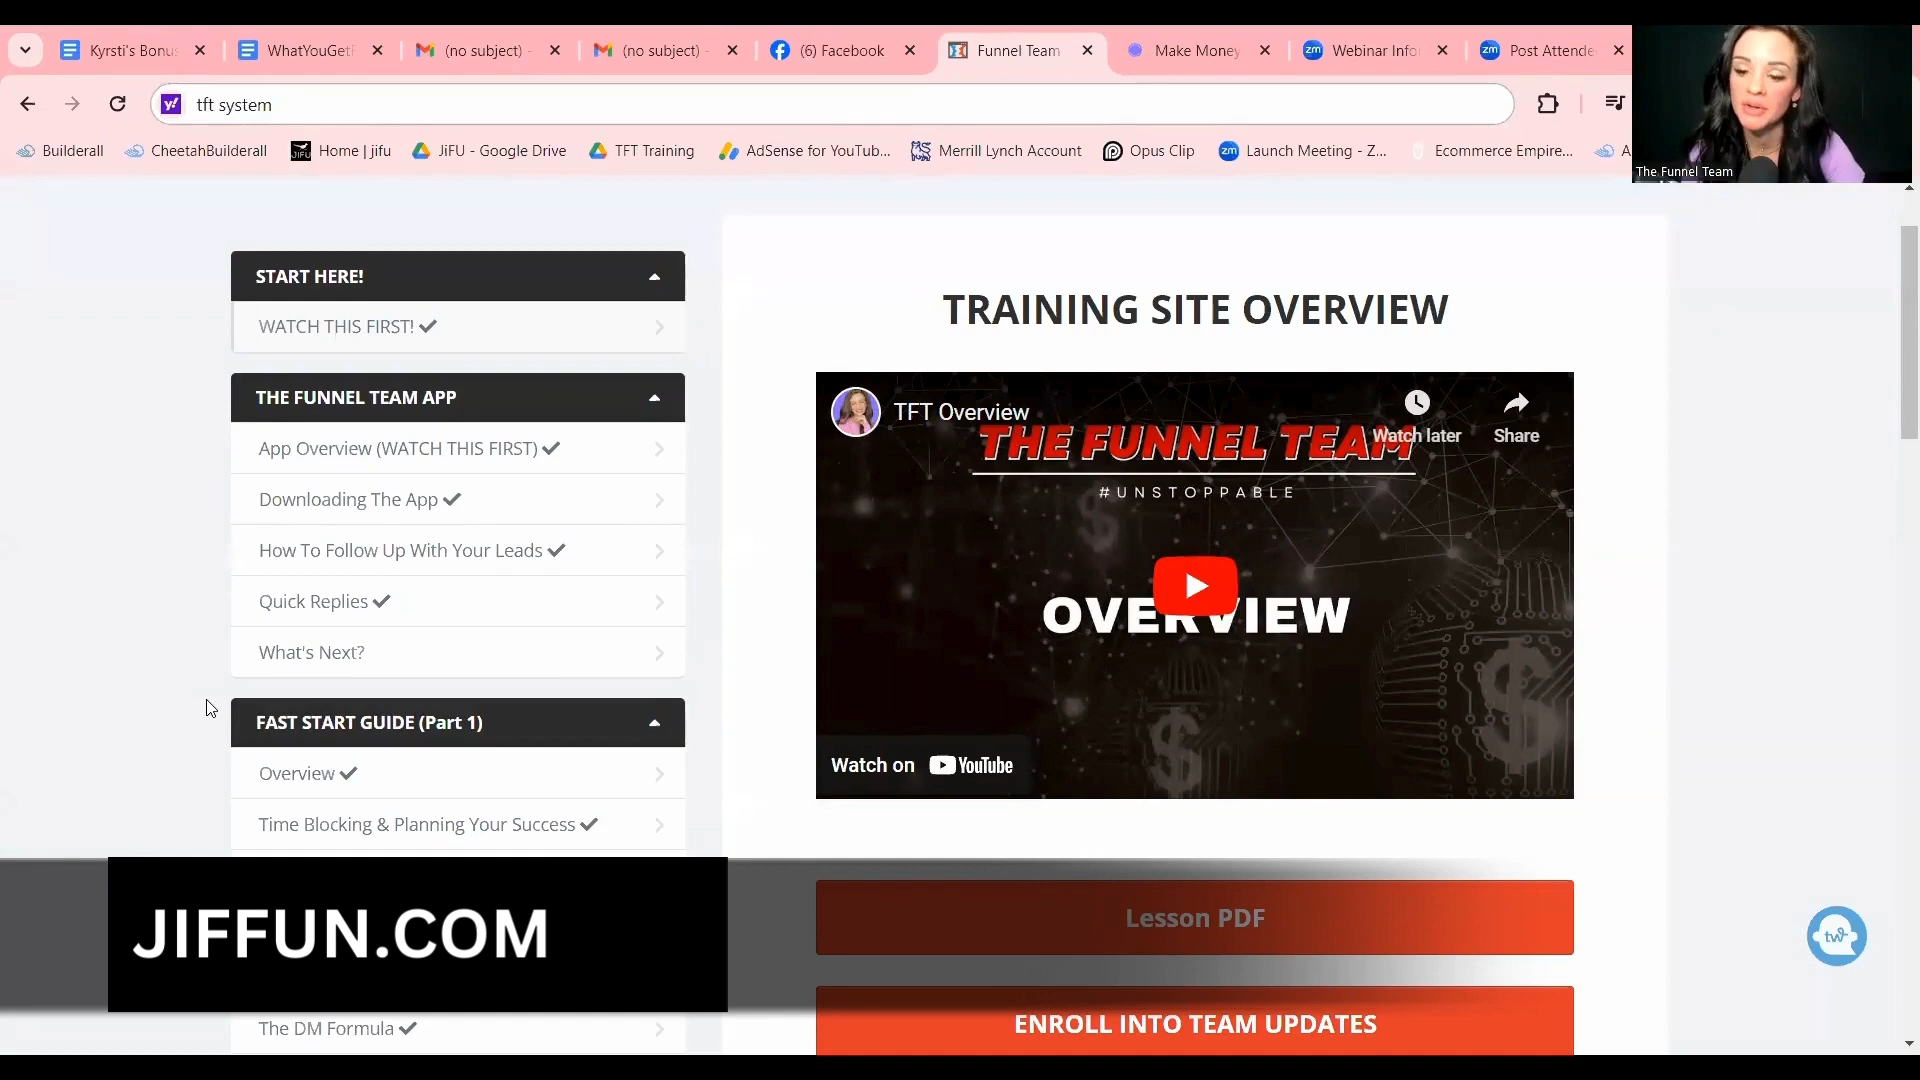 Kyrsti's Bonu
WhatYouGet
(no subject) -
(no subject) -
(6) Facebook
Funnel Team
Make Money
Webinar Info
Post Attende
tft system
Builderall
CheetahBuilderall
Home | jifu
JiFU - Google Drive
TFT Training
AdSense for YouTub...
Merrill Lynch Account
Opus Clip
Launch Meeting - Z...
Ecommerce Empire...
The Funnel Team
START HERE!
WATCH THIS FIRST!
THE FUNNEL TEAM APP
App Overview (WATCH THIS FIRST)
Downloading The App
How To Follow Up With Your Leads
Quick Replies
What's Next?
FAST START GUIDE (Part 1)
Overview
Time Blocking & Planning Your Success
The DM Formula
JIFFUN.COM
TRAINING SITE OVERVIEW
TFT Overview
Watch later
Share
THE FUNNEL TEAM
#UNSTOPPABLE
OVERVIEW
Watch on YouTube
Lesson PDF
ENROLL INTO TEAM UPDATES